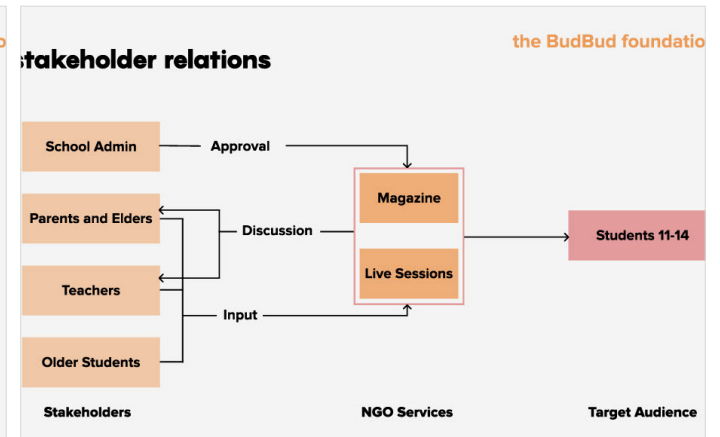 the BudBud foundatio
stakeholder relations
School Admin
Approval
Magazine
Parents and Elders
Discussion
Students 11-14
Live Sessions
Teachers
Input
Older Students
Stakeholders
NGO Services
Target Audience